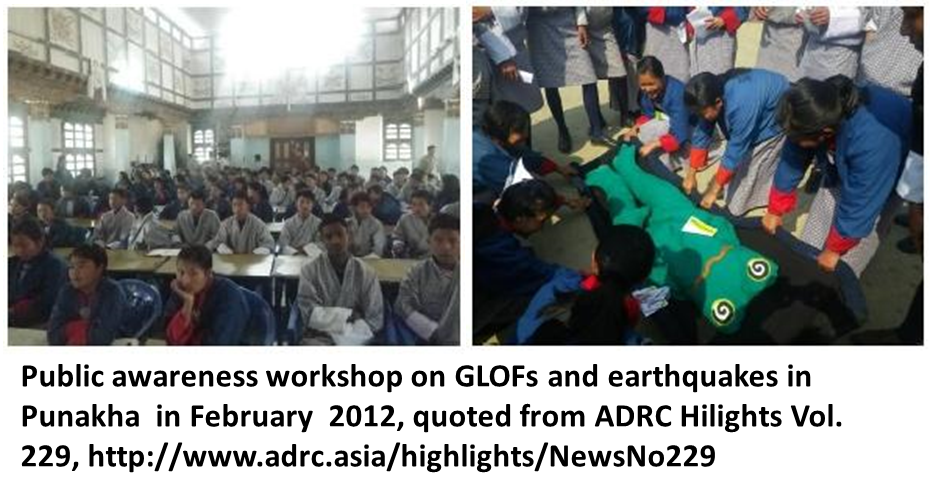 Public awareness workshop on GLOFs and earthquakes in
Punakha in February 2012, quoted from ADRC Hilights Vol.
229, http://www.adrc.asia/highlights/NewsNo229